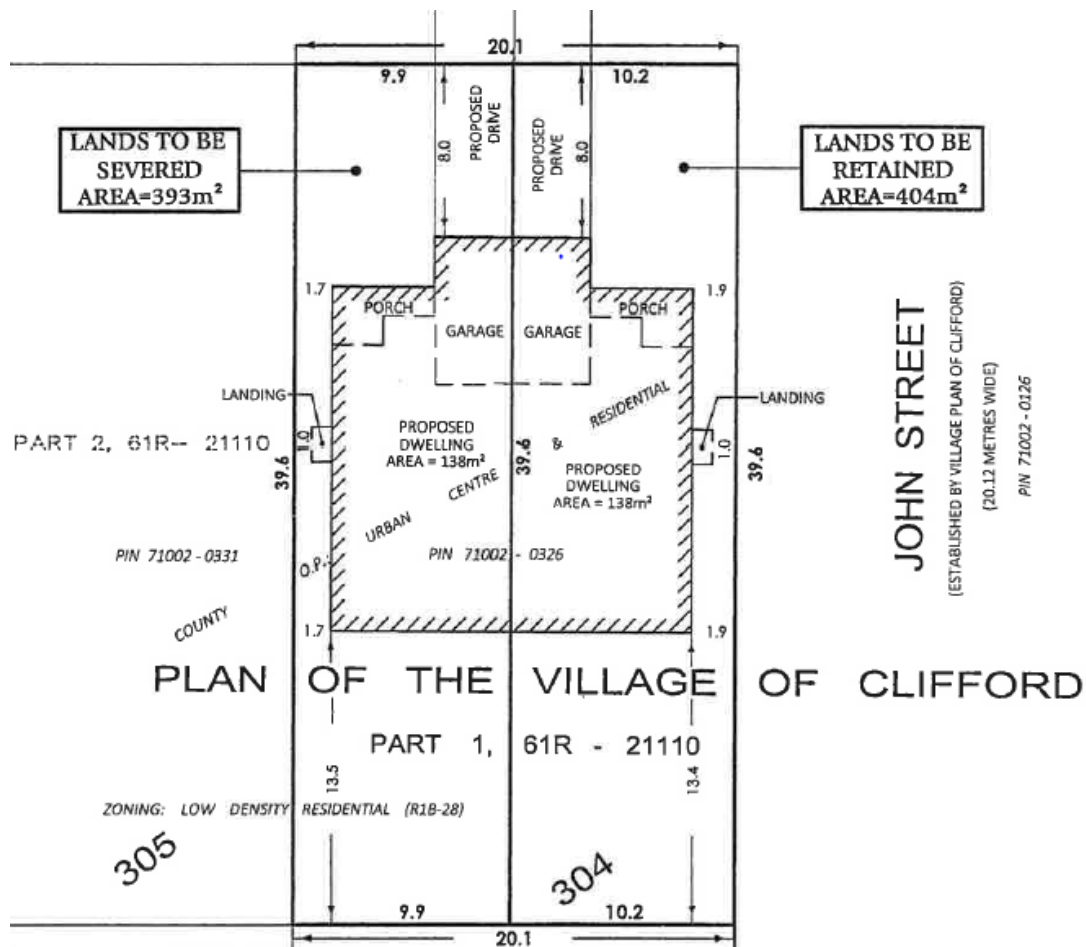 20.1
9.9
10.2
LANDS TO BE
SEVERED
AREA=393m²
8.0
PROPOSED
DRIVE
PROPOSED
DRIVE
8.0
LANDS TO BE
RETAINED
AREA=404m²
1.7
PORCH
GARAGE
GARAGE
PORCH
1.9
LANDING
1.0
PROPOSED
DWELLING
AREA = 138m²
39.6
PROPOSED
DWELLING
AREA = 138m²
LANDING
1.0
39.6
PART 2, 61R- 21110
39.6
JOHN STREET
(ESTABLISHED BY VILLAGE PLAN OF CLIFFORD)
(20.12 METRES WIDE)
PIN 71002 - 0126
PIN 71002 - 0331
PIN 71002 - 0326
COUNTY O.P.: URBAN CENTRE & RESIDENTIAL
1.7
1.9
PLAN OF THE VILLAGE OF CLIFFORD
PART 1, 61R - 21110
13.5
13.4
ZONING: LOW DENSITY RESIDENTIAL (R1B-28)
305
304
9.9
10.2
20.1